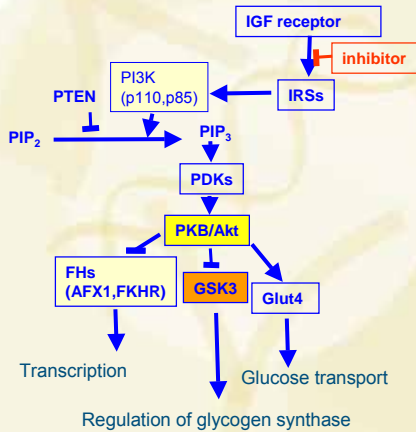 IGF receptor
inhibitor
PI3K
(p110,p85)
IRSs
PTEN
PIP2
PIP3
PDKs
PKB/Akt
FHs
(AFX1,FKHR)
GSK3
Glut4
Transcription
Glucose transport
Regulation of glycogen synthase